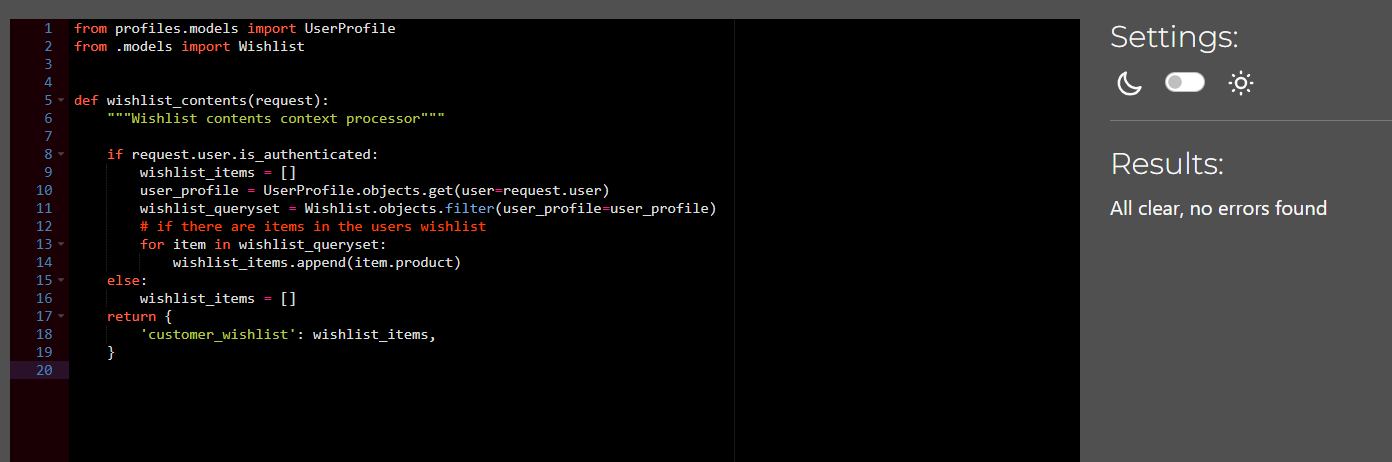 1 from profiles.models import UserProfile
2 from .models import Wishlist
3
4
5 def wishlist_contents(request):
6     """Wishlist contents context processor"""
7
8     if request.user.is_authenticated:
9         wishlist_items = []
10         user_profile = UserProfile.objects.get(user=request.user)
11         wishlist_queryset = Wishlist.objects.filter(user_profile=user_profile)
12         # if there are items in the users wishlist
13         for item in wishlist_queryset:
14             wishlist_items.append(item.product)
15     else:
16         wishlist_items = []
17     return {
18         'customer_wishlist': wishlist_items,
19     }
20
Settings:
Results:
All clear, no errors found